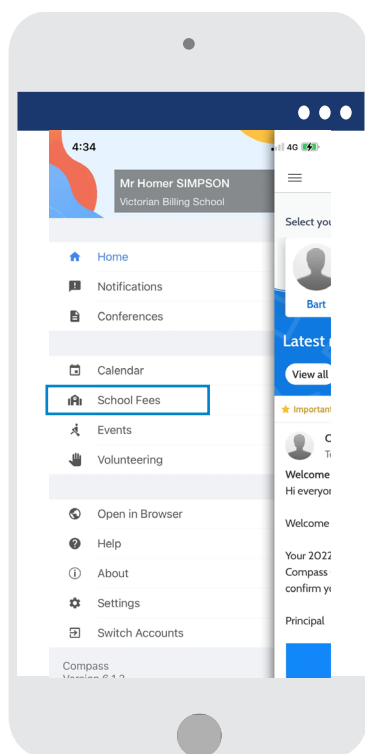 4:34
4G
Mr Homer SIMPSON
Victorian Billing School
Home
Notifications
Conferences
Calendar
School Fees
Events
Volunteering
Open in Browser
Help
About
Settings
Switch Accounts
Compass
Select you
Bart
Latest
View all
Important
Welcome
Hi everyon
Welcome
Your 2022
Compass
confirm yo
Principal